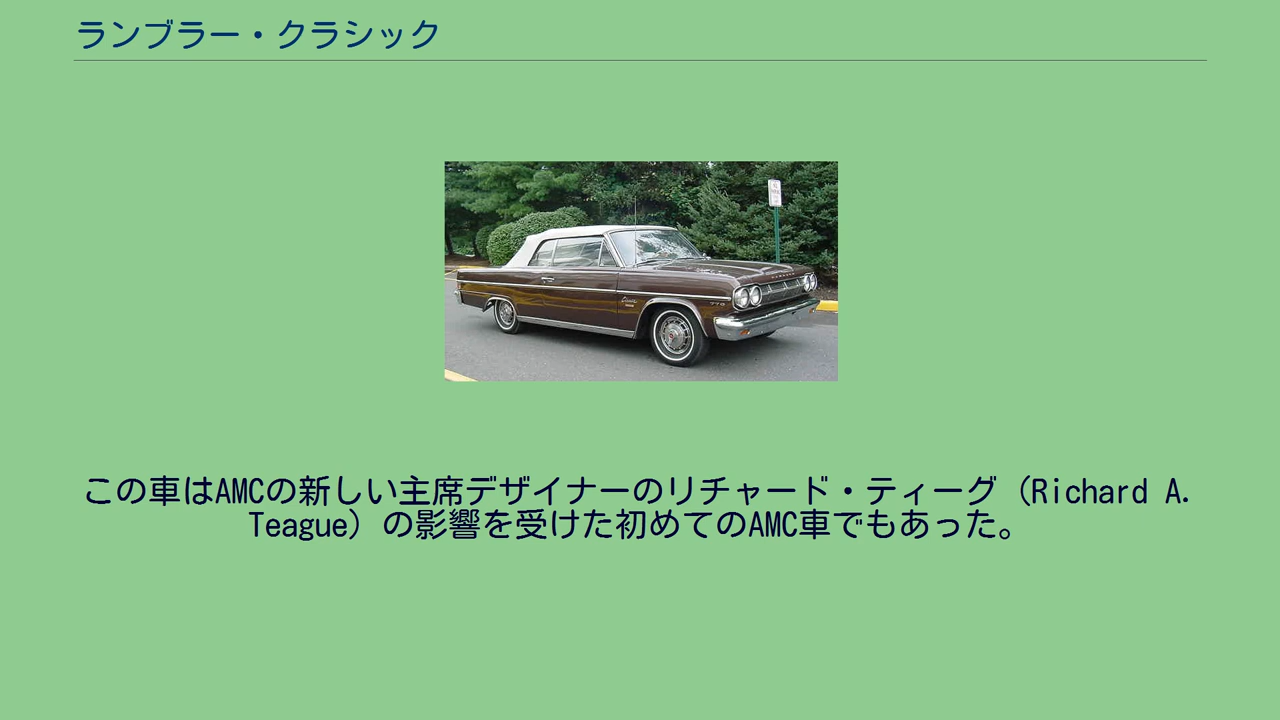 ランブラー・クラシック
この車はAMCの新しい主席デザイナーのリチャード・ティーグ（Richard A.
Teague）の影響を受けた初めてのAMC車でもあった。